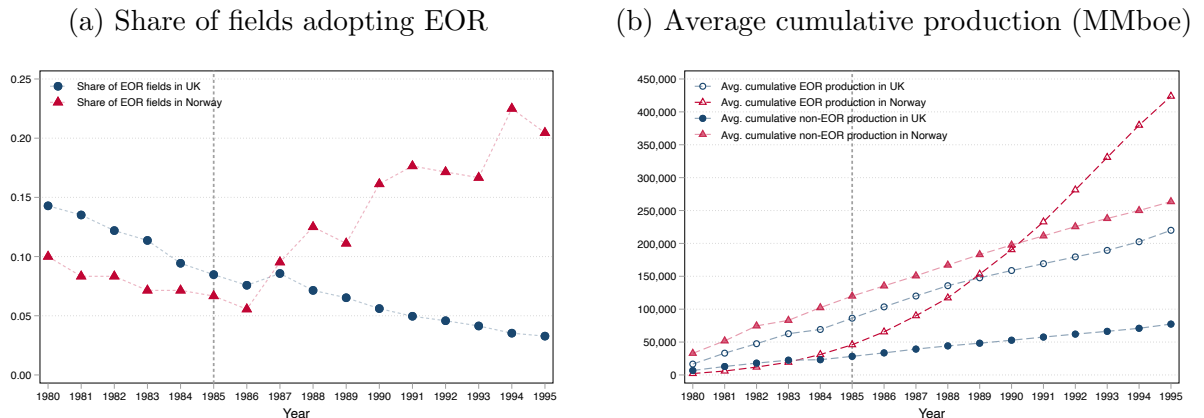 (a) Share of fields adopting EOR
0.25
0.20
0.15
0.10
0.05
0.00
Share of EOR fields in UK
Share of EOR fields in Norway
1980 1981 1982 1983 1984 1985 1986 1987 1988 1989 1990 1991 1992 1993 1994 1995
Year
(b) Average cumulative production (MMboe)
450,000
400,000
350,000
300,000
250,000
200,000
150,000
100,000
50,000
0
Avg. cumulative EOR production in UK
Avg. cumulative EOR production in Norway
Avg. cumulative non-EOR production in UK
Avg. cumulative non-EOR production in Norway
1980 1981 1982 1983 1984 1985 1986 1987 1988 1989 1990 1991 1992 1993 1994 1995
Year